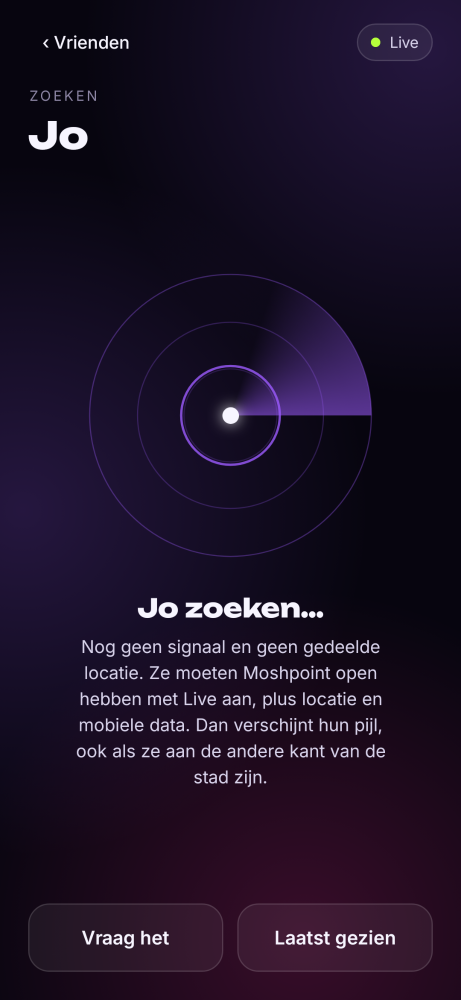 ‹ Vrienden
Live
ZOEKEN
Jo
Jo zoeken...
Nog geen signaal en geen gedeelde
locatie. Ze moeten Moshpoint open
hebben met Live aan, plus locatie en
mobiele data. Dan verschijnt hun pijl,
ook als ze aan de andere kant van de
stad zijn.
Vraag het
Laatst gezien